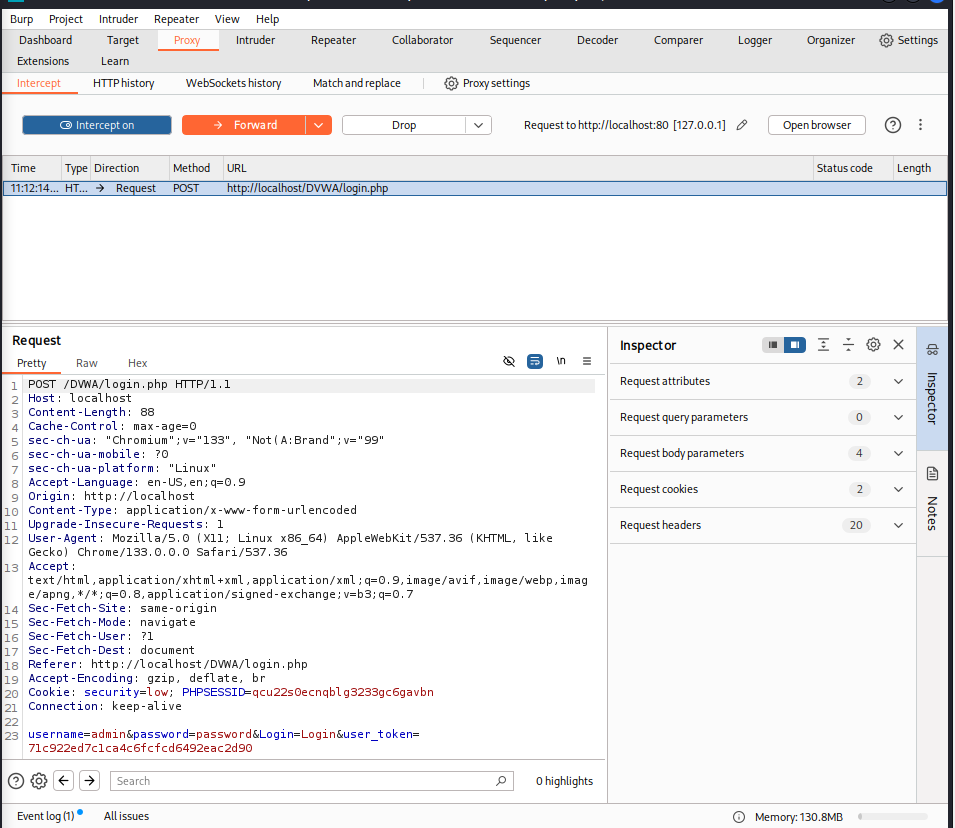 Burp Project Intruder Repeater View Help
Dashboard Target Proxy Intruder Repeater Collaborator Sequencer Decoder Comparer Logger Organizer Settings
Extensions Learn
Intercept HTTP history WebSockets history Match and replace Proxy settings
Intercept on → Forward Drop Request to http://localhost:80 [127.0.0.1] Open browser ?
Time Type Direction Method URL Status code Length
11:12:14... HT... → Request POST http://localhost/DVWA/login.php
Request
Pretty Raw Hex \n
1 POST /DVWA/login.php HTTP/1.1
2 Host: localhost
3 Content-Length: 88
4 Cache-Control: max-age=0
5 sec-ch-ua: "Chromium";v="133", "Not(A:Brand";v="99"
6 sec-ch-ua-mobile: ?0
7 sec-ch-ua-platform: "Linux"
8 Accept-Language: en-US,en;q=0.9
9 Origin: http://localhost
10 Content-Type: application/x-www-form-urlencoded
11 Upgrade-Insecure-Requests: 1
12 User-Agent: Mozilla/5.0 (X11; Linux x86_64) AppleWebKit/537.36 (KHTML, like
Gecko) Chrome/133.0.0.0 Safari/537.36
13 Accept:
text/html,application/xhtml+xml,application/xml;q=0.9,image/avif,image/webp,imag
e/apng,*/*;q=0.8,application/signed-exchange;v=b3;q=0.7
14 Sec-Fetch-Site: same-origin
15 Sec-Fetch-Mode: navigate
16 Sec-Fetch-User: ?1
17 Sec-Fetch-Dest: document
18 Referer: http://localhost/DVWA/login.php
19 Accept-Encoding: gzip, deflate, br
20 Cookie: security=low; PHPSESSID=qcu22s0ecnqblg3233gc6gavbn
21 Connection: keep-alive
22
23 username=admin&password=password&Login=Login&user_token=
71c922ed7c1ca4c6fcfcd6492eac2d90
? Search 0 highlights
Inspector
Request attributes 2
Request query parameters 0
Request body parameters 4
Request cookies 2
Request headers 20
Inspector
Notes
Event log (1) All issues Memory: 130.8MB